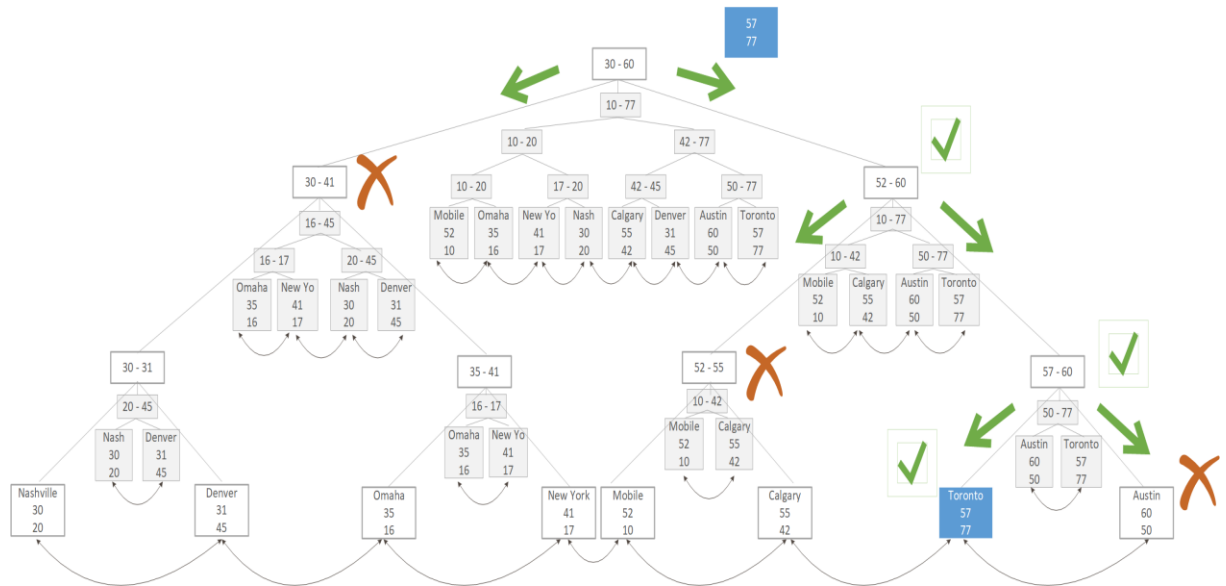 57
77
30 - 60
10 - 77
10 - 20
42 - 77
30 - 41
10 - 20
17 - 20
42 - 45
50 - 77
52 - 60
Mobile
52
10
Omaha
35
16
New Yo
41
17
Nash
30
20
Calgary
55
42
Denver
31
45
Austin
60
50
Toronto
57
77
16 - 45
16 - 17
20 - 45
Omaha
35
16
New Yo
41
17
Nash
30
20
Denver
31
45
10 - 77
10 - 42
50 - 77
Mobile
52
10
Calgary
55
42
Austin
60
50
Toronto
57
77
30 - 31
20 - 45
Nash
30
20
Denver
31
45
35 - 41
16 - 17
Omaha
35
16
New Yo
41
17
52 - 55
10 - 42
Mobile
52
10
Calgary
55
42
57 - 60
50 - 77
Austin
60
50
Toronto
57
77
Nashville
30
20
Denver
31
45
Omaha
35
16
New York
41
17
Mobile
52
10
Calgary
55
42
Toronto
57
77
Austin
60
50